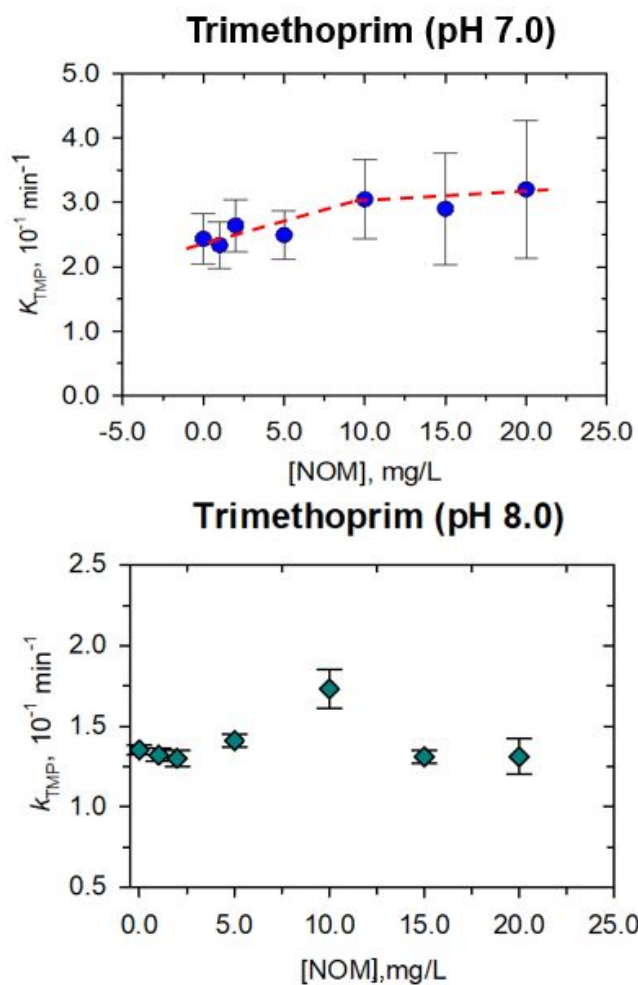 Trimethoprim (pH 7.0)
5.0
4.0
3.0
2.0
1.0
0.0
K_TMP, 10⁻¹ min⁻¹
-5.0 0.0 5.0 10.0 15.0 20.0 25.0
[NOM], mg/L
Trimethoprim (pH 8.0)
2.5
2.0
1.5
1.0
0.5
k_TMP, 10⁻¹ min⁻¹
0.0 5.0 10.0 15.0 20.0 25.0
[NOM],mg/L